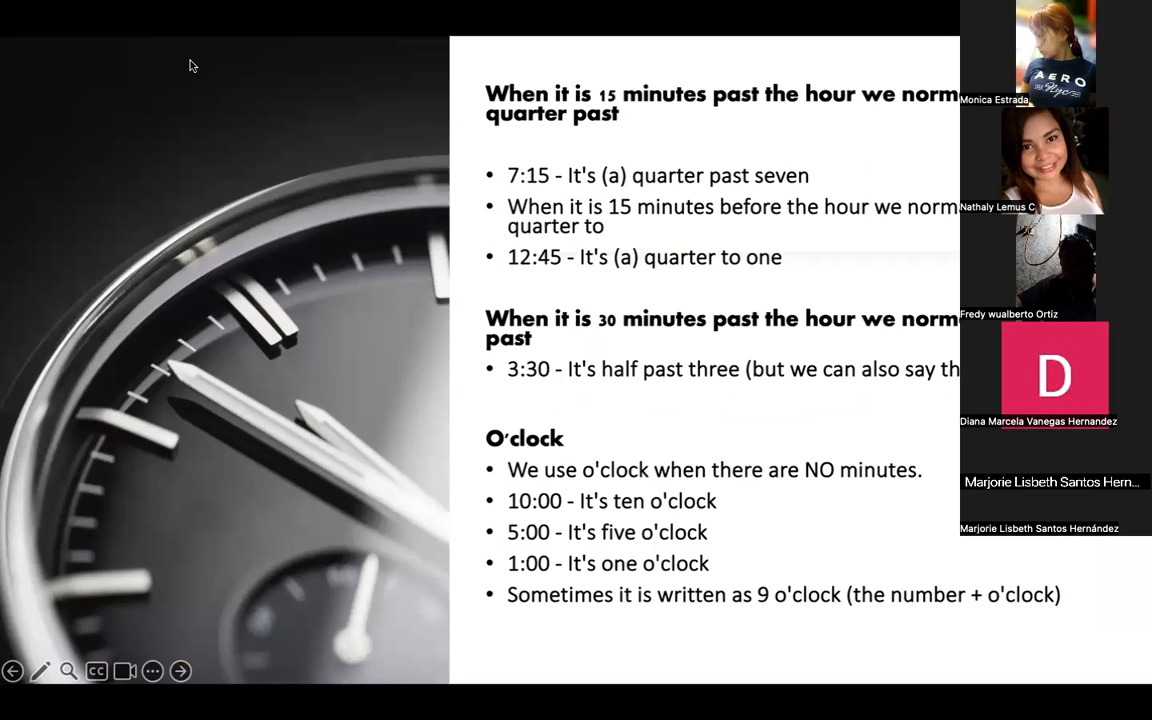 When it is 15 minutes past the hour we norm
quarter past
• 7:15 - It's (a) quarter past seven
• When it is 15 minutes before the hour we norm
quarter to
• 12:45 - It's (a) quarter to one
When it is 30 minutes past the hour we norm
past
• 3:30 - It's half past three (but we can also say th
O'clock
• We use o'clock when there are NO minutes.
• 10:00 - It's ten o'clock
• 5:00 - It's five o'clock
• 1:00 - It's one o'clock
• Sometimes it is written as 9 o'clock (the number + o'clock)
CC
AERO
NYC
Monica Estrada
Nathaly Lemus C
Fredy wualberto Ortiz
D
Diana Marcela Vanegas Hernandez
Marjorie Lisbeth Santos Hern...
Marjorie Lisbeth Santos Hernández